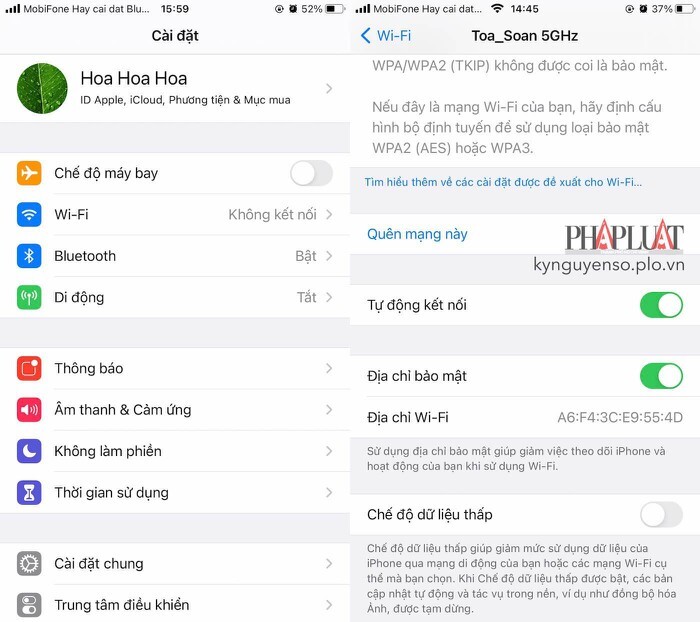 MobiFone Hay cai dat Blu... 15:59 52%
Cài đặt
Hoa Hoa Hoa
ID Apple, iCloud, Phương tiện & Mục mua
Chế độ máy bay
Wi-Fi Không kết nối
Bluetooth Bật
Di động Tắt
Thông báo
Âm thanh & Cảm ứng
Không làm phiền
Thời gian sử dụng
Cài đặt chung
Trung tâm điều khiển
MobiFone Hay cai dat... 14:45 37%
Wi-Fi Toa_Soan 5GHz
WPA/WPA2 (TKIP) không được coi là bảo mật.
Nếu đây là mạng Wi-Fi của bạn, hãy định cấu
hình bộ định tuyến để sử dụng loại bảo mật
WPA2 (AES) hoặc WPA3.
Tìm hiểu thêm về các cài đặt được đề xuất cho Wi-Fi...
Quên mạng này
PHÁPLUẬT
kynguyenso.plo.vn
Tự động kết nối
Địa chỉ bảo mật
Địa chỉ Wi-Fi A6:F4:3C:E9:55:4D
Sử dụng địa chỉ bảo mật giúp giảm việc theo dõi iPhone và
hoạt động của bạn khi sử dụng Wi-Fi.
Chế độ dữ liệu thấp
Chế độ dữ liệu thấp giúp giảm mức sử dụng dữ liệu của
iPhone qua mạng di động của bạn hoặc các mạng Wi-Fi cụ
thể mà bạn chọn. Khi Chế độ dữ liệu thấp được bật, các bản
cập nhật tự động và tác vụ trong nền, ví dụ như đồng bộ hóa
Ảnh, được tạm dừng.